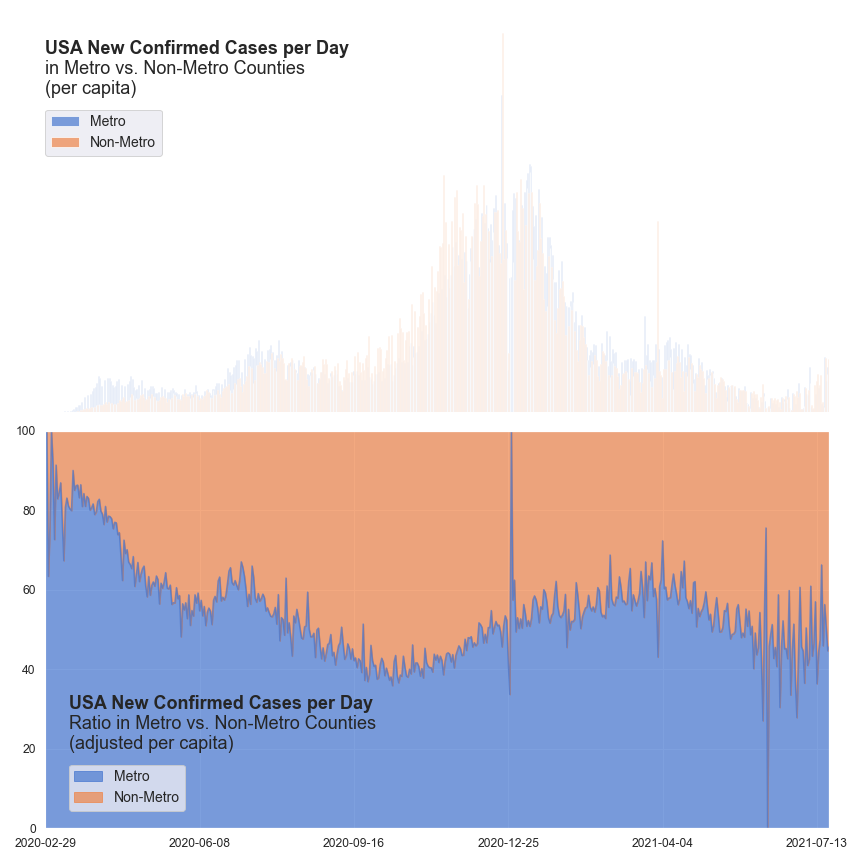 USA New Confirmed Cases per Day
in Metro vs. Non-Metro Counties
(per capita)
Metro
Non-Metro
100
80
60
40
20
0
USA New Confirmed Cases per Day
Ratio in Metro vs. Non-Metro Counties
(adjusted per capita)
Metro
Non-Metro
2020-02-29 2020-06-08 2020-09-16 2020-12-25 2021-04-04 2021-07-13